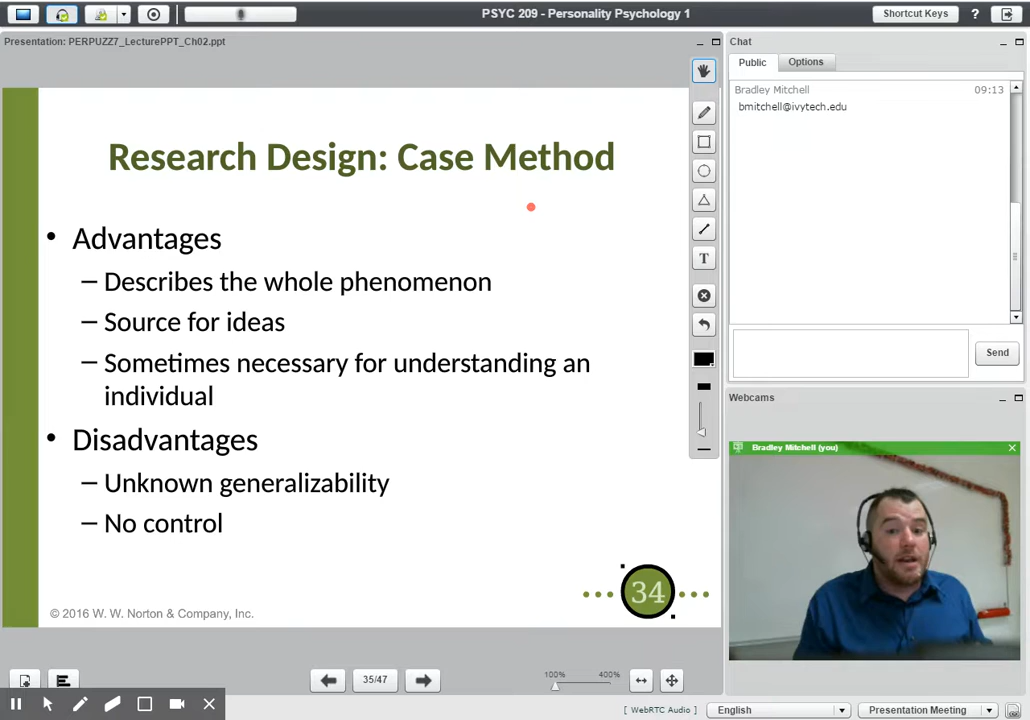 PSYC 209 - Personality Psychology 1
Shortcut Keys
?
Presentation: PERPUZZ7_LecturePPT_Ch02.ppt
Research Design: Case Method
• Advantages
– Describes the whole phenomenon
– Source for ideas
– Sometimes necessary for understanding an
individual
• Disadvantages
– Unknown generalizability
– No control
© 2016 W. W. Norton & Company, Inc.
34
T
35/47
100%
400%
Chat
Public
Options
Bradley Mitchell
09:13
bmitchell@ivytech.edu
Send
Webcams
Bradley Mitchell (you)
[ WebRTC Audio ]
English
Presentation Meeting